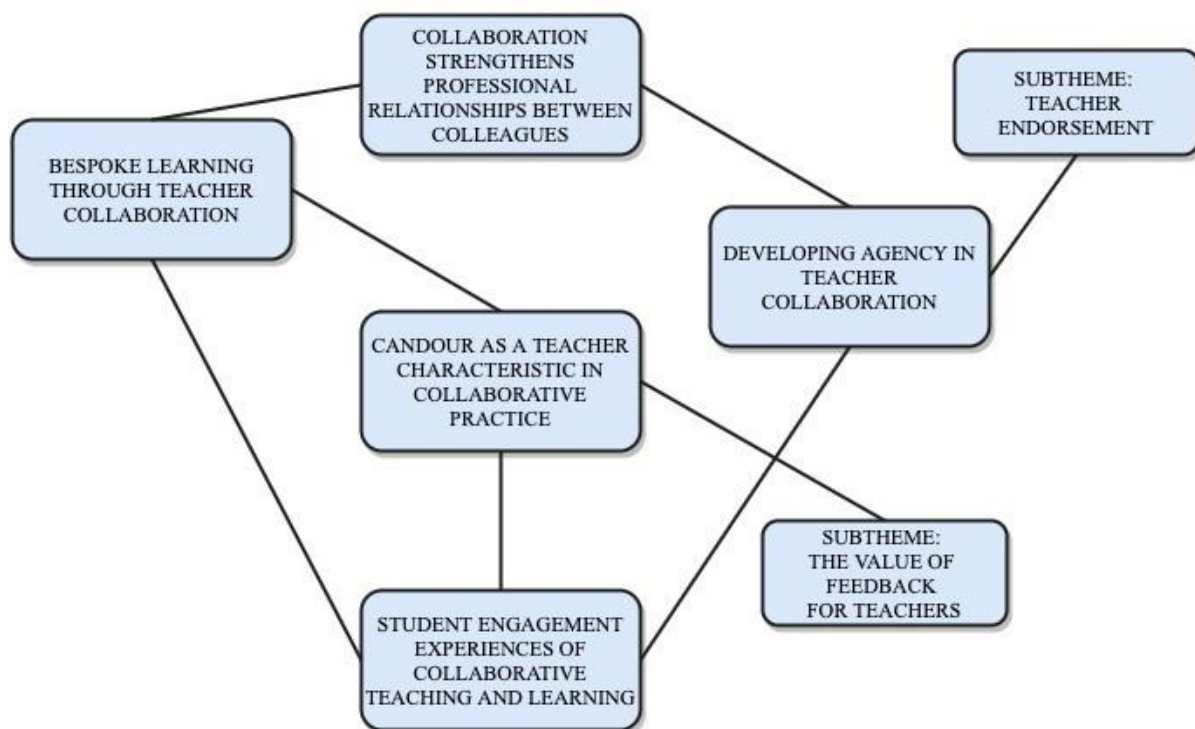 COLLABORATION
STRENGTHENS
PROFESSIONAL
RELATIONSHIPS BETWEEN
COLLEAGUES
SUBTHEME:
TEACHER
ENDORSEMENT
BESPOKE LEARNING
THROUGH TEACHER
COLLABORATION
DEVELOPING AGENCY IN
TEACHER
COLLABORATION
CANDOUR AS A TEACHER
CHARACTERISTIC IN
COLLABORATIVE
PRACTICE
SUBTHEME:
THE VALUE OF
FEEDBACK
FOR TEACHERS
STUDENT ENGAGEMENT
EXPERIENCES OF
COLLABORATIVE
TEACHING AND LEARNING